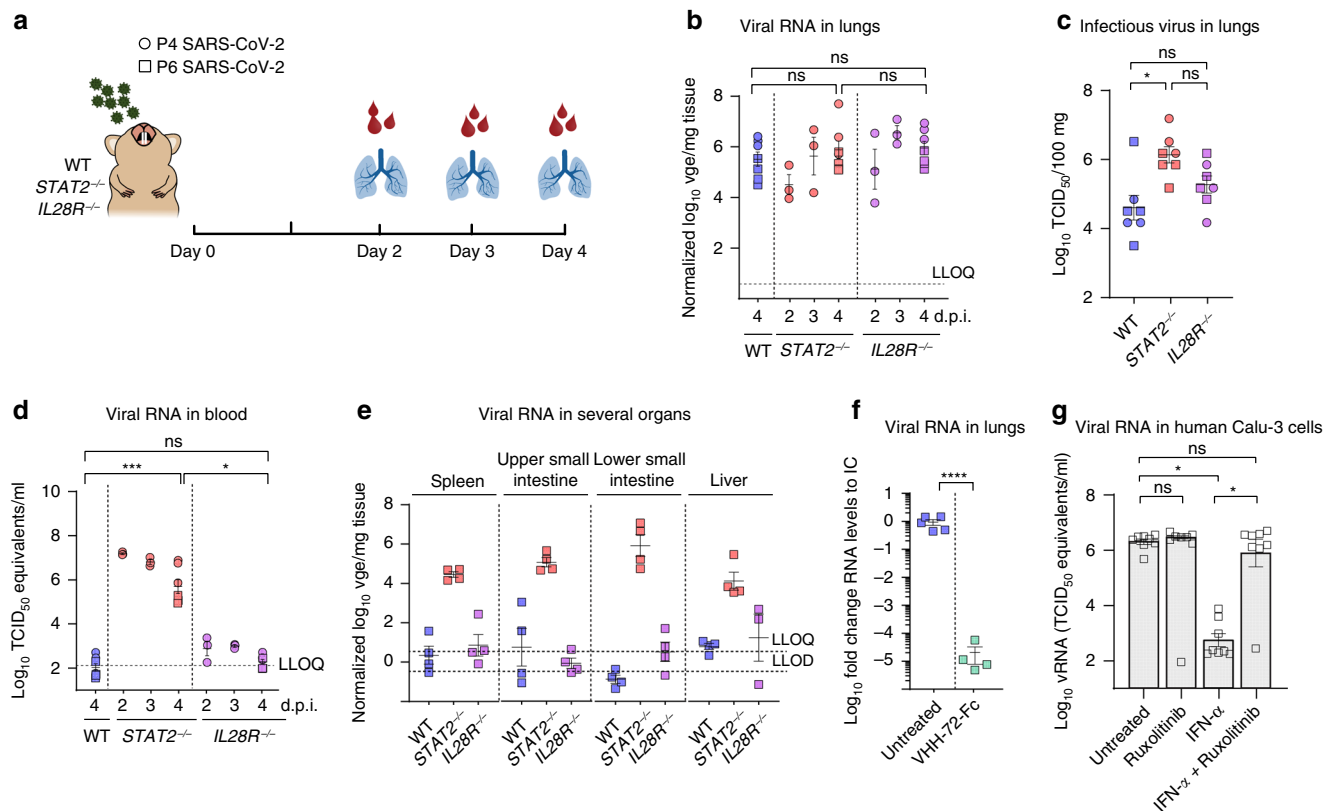 a
P4 SARS-CoV-2
P6 SARS-CoV-2
WT
STAT2–/–
IL28R–/–
Day 0
Day 2
Day 3
Day 4
b
Viral RNA in lungs
ns
ns
ns
Normalized log10 vge/mg tissue
8
6
4
2
LLOQ
4
2
3
4
2
3
4
d.p.i.
WT
STAT2–/–
IL28R–/–
c
Infectious virus in lungs
ns
*
ns
Log10 TCID50/100 mg
8
6
4
2
WT
STAT2–/–
IL28R–/–
d
Viral RNA in blood
ns
***
*
Log10 TCID50 equivalents/ml
10
8
6
4
2
LLOQ
4
2
3
4
2
3
4
d.p.i.
WT
STAT2–/–
IL28R–/–
e
Viral RNA in several organs
Spleen
Upper small
intestine
Lower small
intestine
Liver
Normalized log10 vge/mg tissue
8
6
4
2
0
–2
LLOQ
LLOD
WT
STAT2–/–
IL28R–/–
WT
STAT2–/–
IL28R–/–
WT
STAT2–/–
IL28R–/–
WT
STAT2–/–
IL28R–/–
f
Viral RNA in lungs
****
Log10 fold change RNA levels to IC
1
0
–1
–2
–3
–4
–5
–6
Untreated
VHH-72-Fc
g
Viral RNA in human Calu-3 cells
ns
*
ns
*
Log10 vRNA (TCID50 equivalents/ml)
8
6
4
2
Untreated
Ruxolitinib
IFN-α
IFN-α + Ruxolitinib